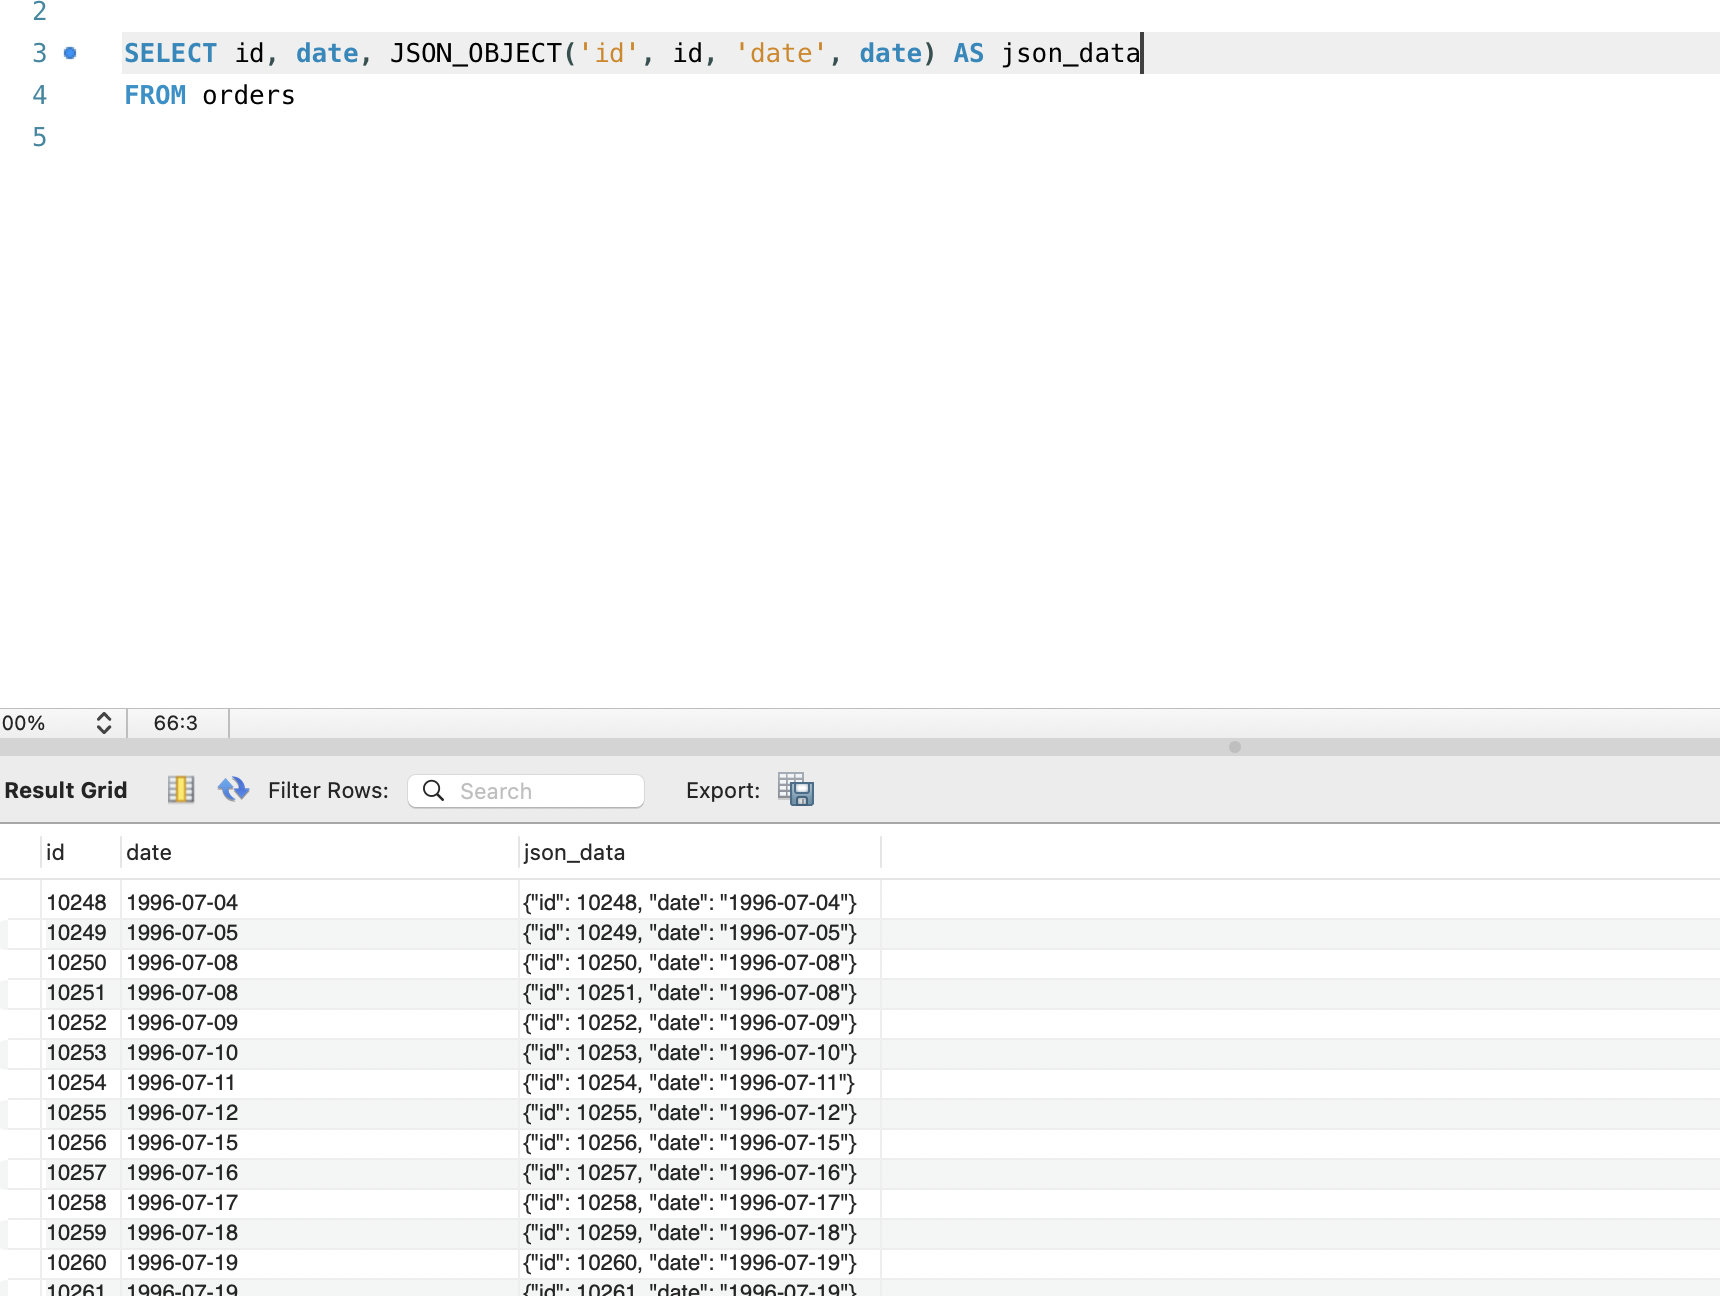 2
3 SELECT id, date, JSON_OBJECT('id', id, 'date', date) AS json_data
4 FROM orders
5
00% 66:3
Result Grid Filter Rows: Search Export:
id date json_data
10248 1996-07-04 {"id": 10248, "date": "1996-07-04"}
10249 1996-07-05 {"id": 10249, "date": "1996-07-05"}
10250 1996-07-08 {"id": 10250, "date": "1996-07-08"}
10251 1996-07-08 {"id": 10251, "date": "1996-07-08"}
10252 1996-07-09 {"id": 10252, "date": "1996-07-09"}
10253 1996-07-10 {"id": 10253, "date": "1996-07-10"}
10254 1996-07-11 {"id": 10254, "date": "1996-07-11"}
10255 1996-07-12 {"id": 10255, "date": "1996-07-12"}
10256 1996-07-15 {"id": 10256, "date": "1996-07-15"}
10257 1996-07-16 {"id": 10257, "date": "1996-07-16"}
10258 1996-07-17 {"id": 10258, "date": "1996-07-17"}
10259 1996-07-18 {"id": 10259, "date": "1996-07-18"}
10260 1996-07-19 {"id": 10260, "date": "1996-07-19"}
10261 1996-07-19 {"id": 10261, "date": "1996-07-19"}